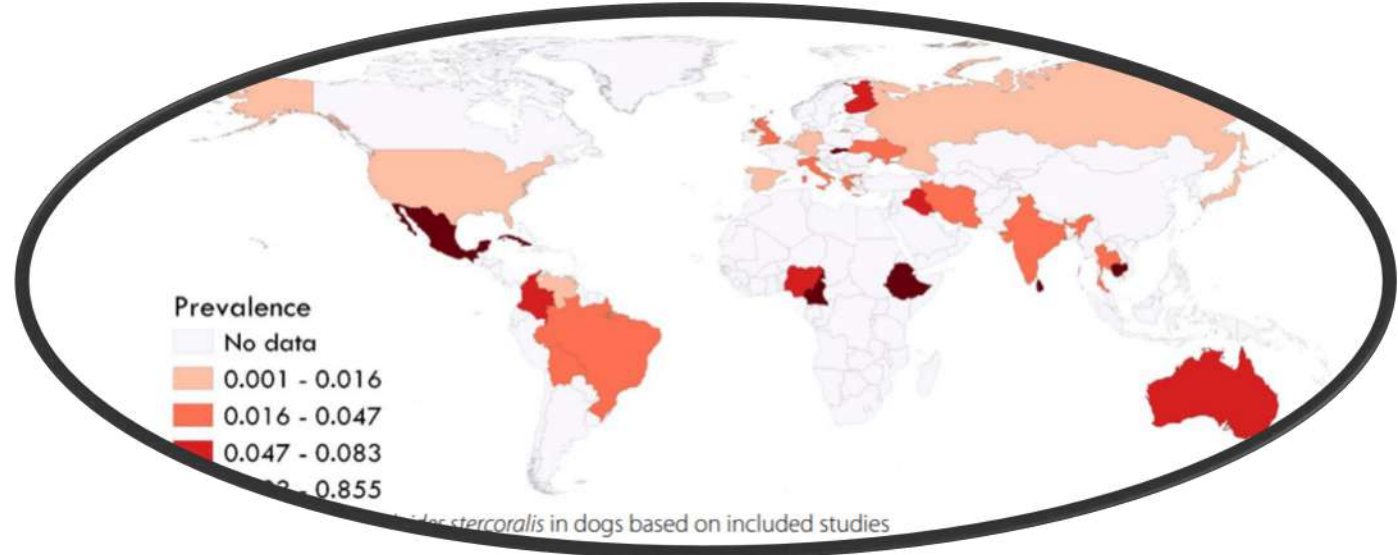 Prevalence
No data
0.001 - 0.016
0.016 - 0.047
0.047 - 0.083
- 0.855
stercoralis in dogs based on included studies